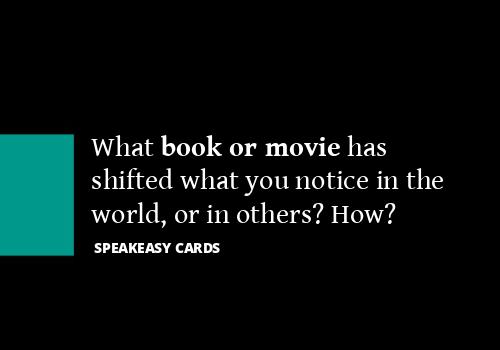 What book or movie has
shifted what you notice in the
world, or in others? How?
SPEAKEASY CARDS